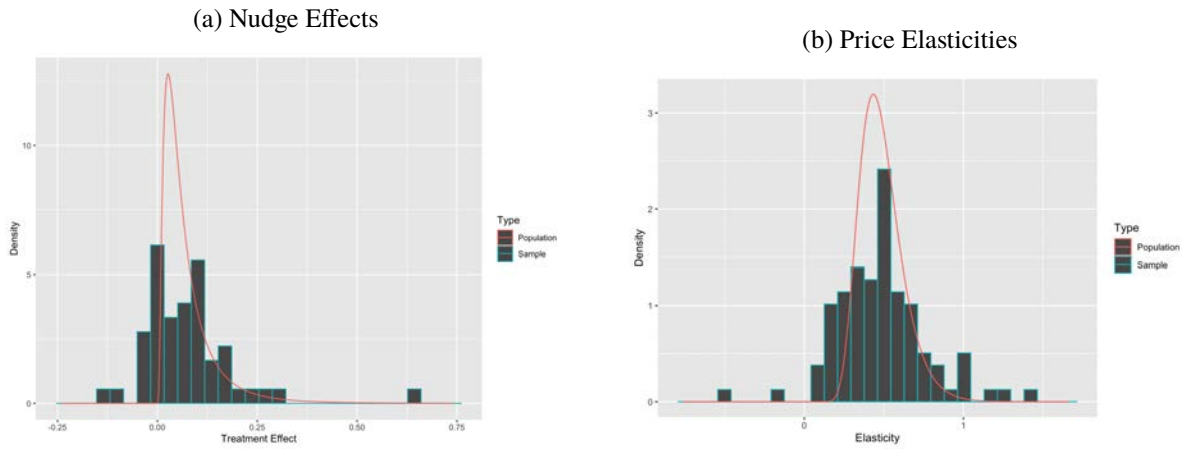 (a) Nudge Effects
10
5
0
-0.25
0.00
0.25
0.50
0.75
Density
Treatment Effect
Type
Population
Sample
(b) Price Elasticities
3
2
1
0
0
1
Density
Elasticity
Type
Population
Sample